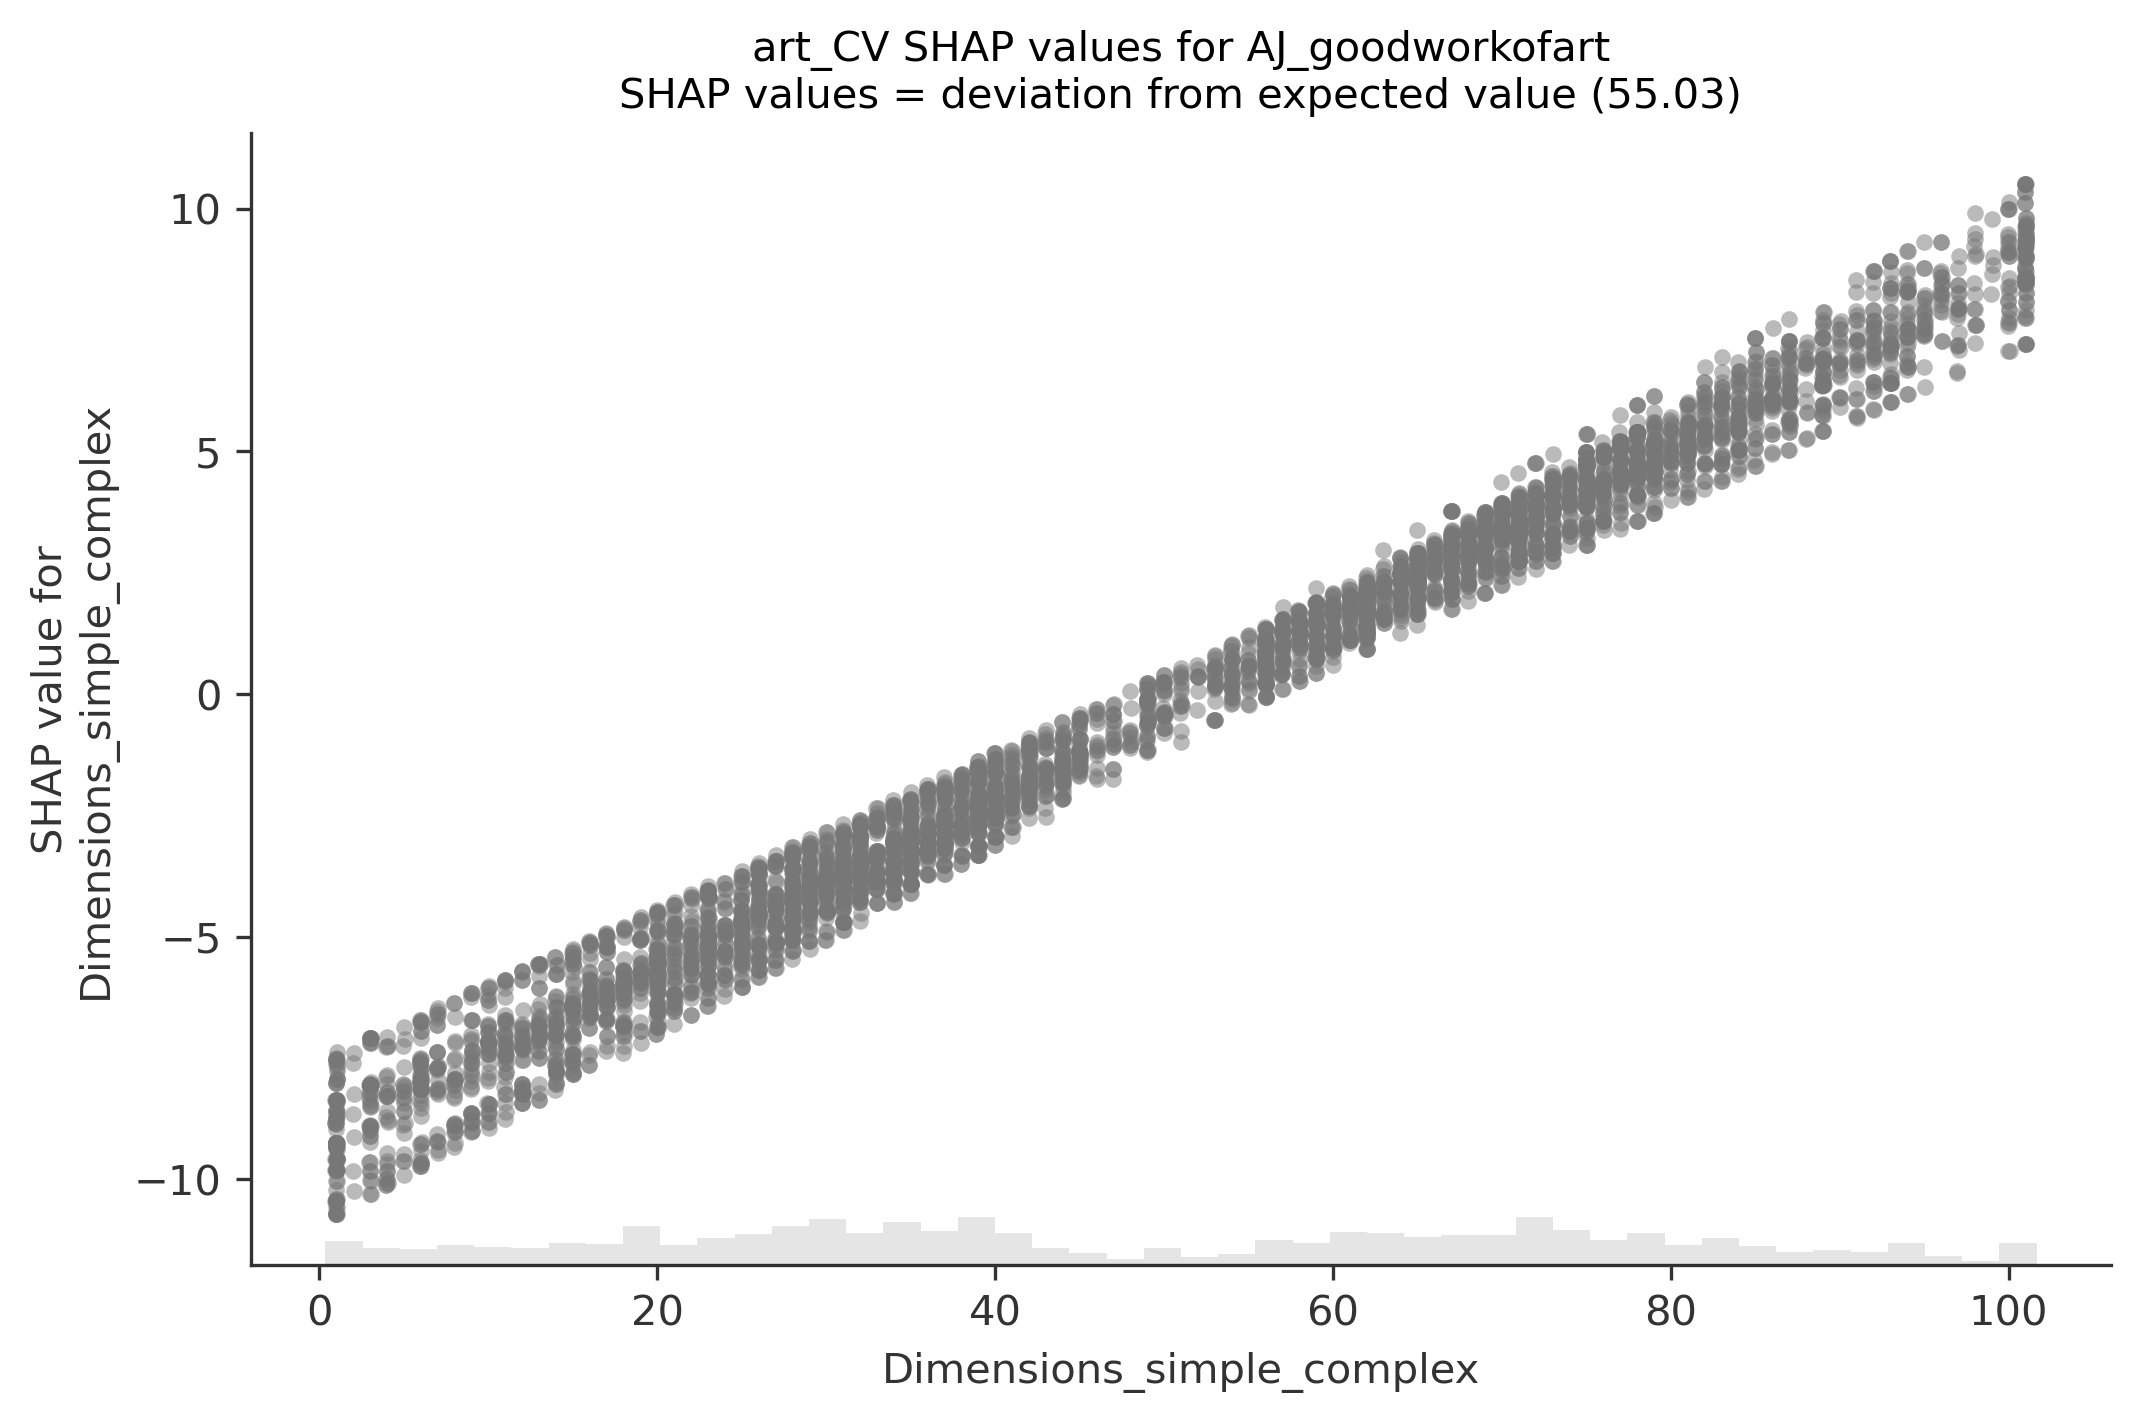 art_CV SHAP values for AJ_goodworkofart
SHAP values = deviation from expected value (55.03)
SHAP value for
Dimensions_simple_complex
10
5
0
−5
−10
0
20
40
60
80
100
Dimensions_simple_complex